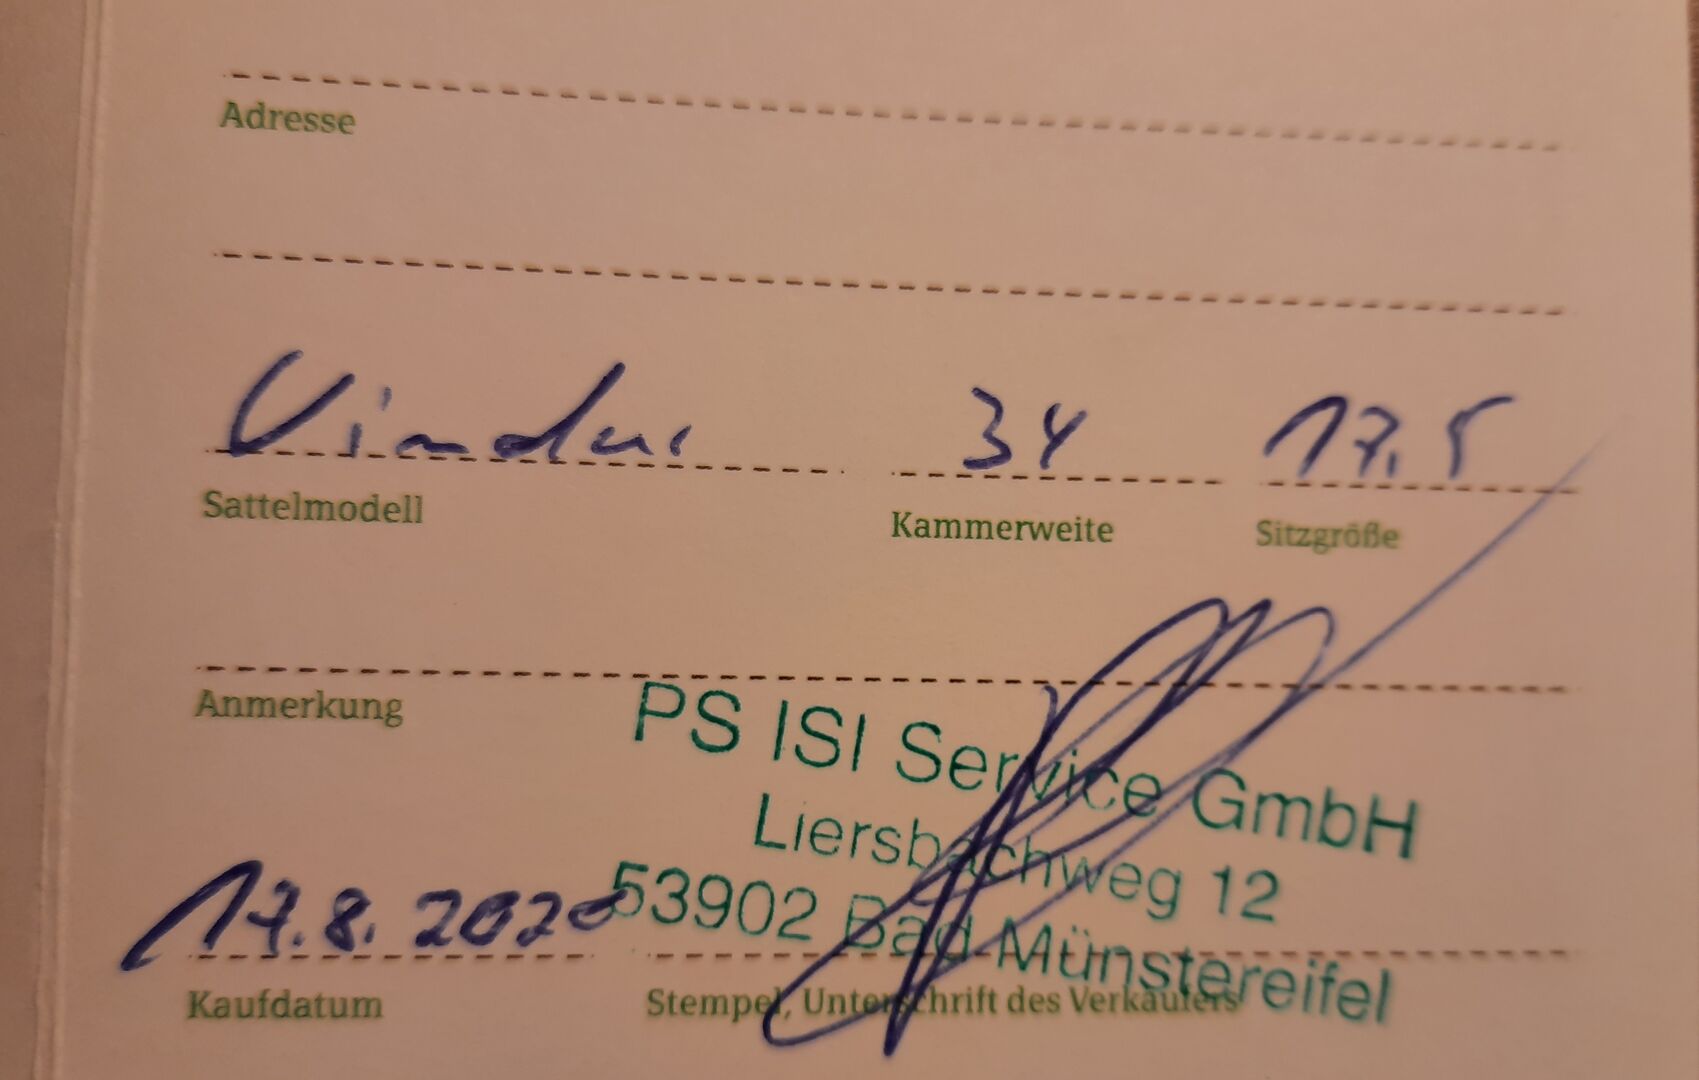 Adresse
Vindus 34 17,5
Sattelmodell Kammerweite Sitzgröße
Anmerkung
PS ISI Service GmbH
Liersbachweg 12
53902 Bad Münstereifel
17.8.2020
Kaufdatum Stempel, Unterschrift des Verkäufers